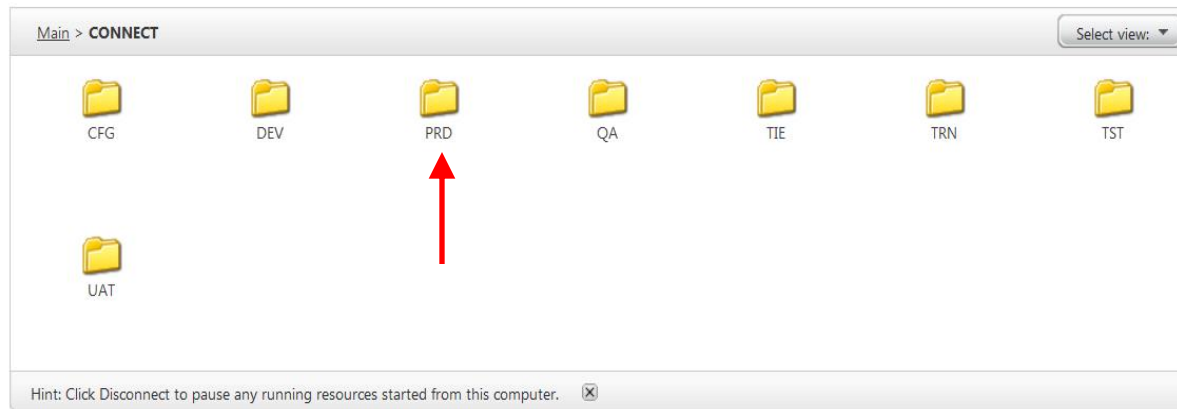 Main > CONNECT
Select view:
CFG DEV PRD QA TIE TRN TST
UAT
Hint: Click Disconnect to pause any running resources started from this computer.